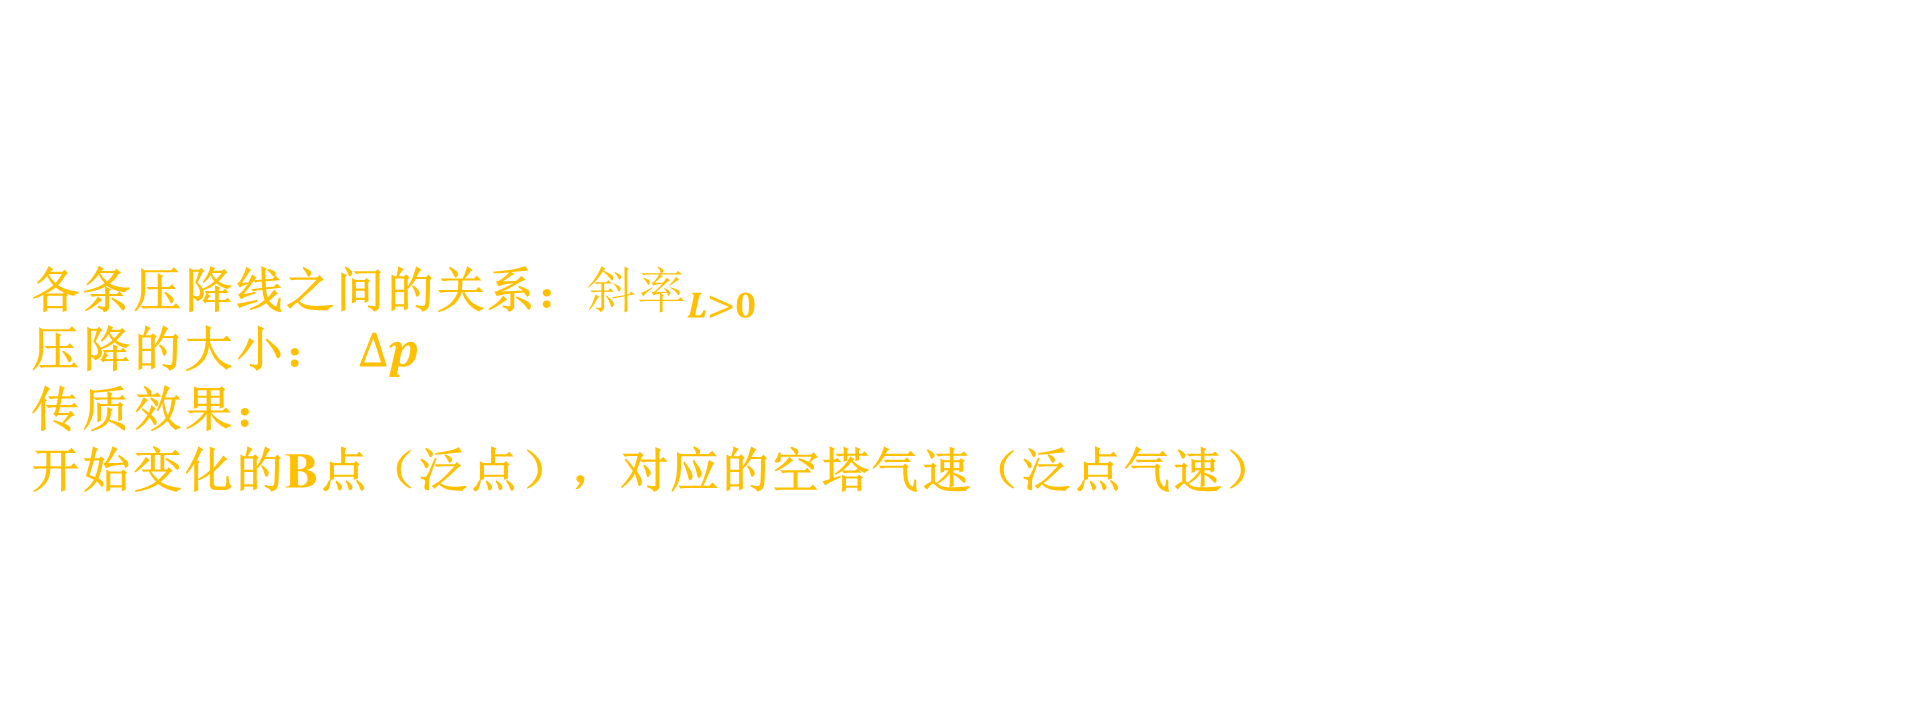 各条压降线之间的关系：斜率L>0
压降的大小： Δp
传质效果：
开始变化的B点（泛点），对应的空塔气速（泛点气速）